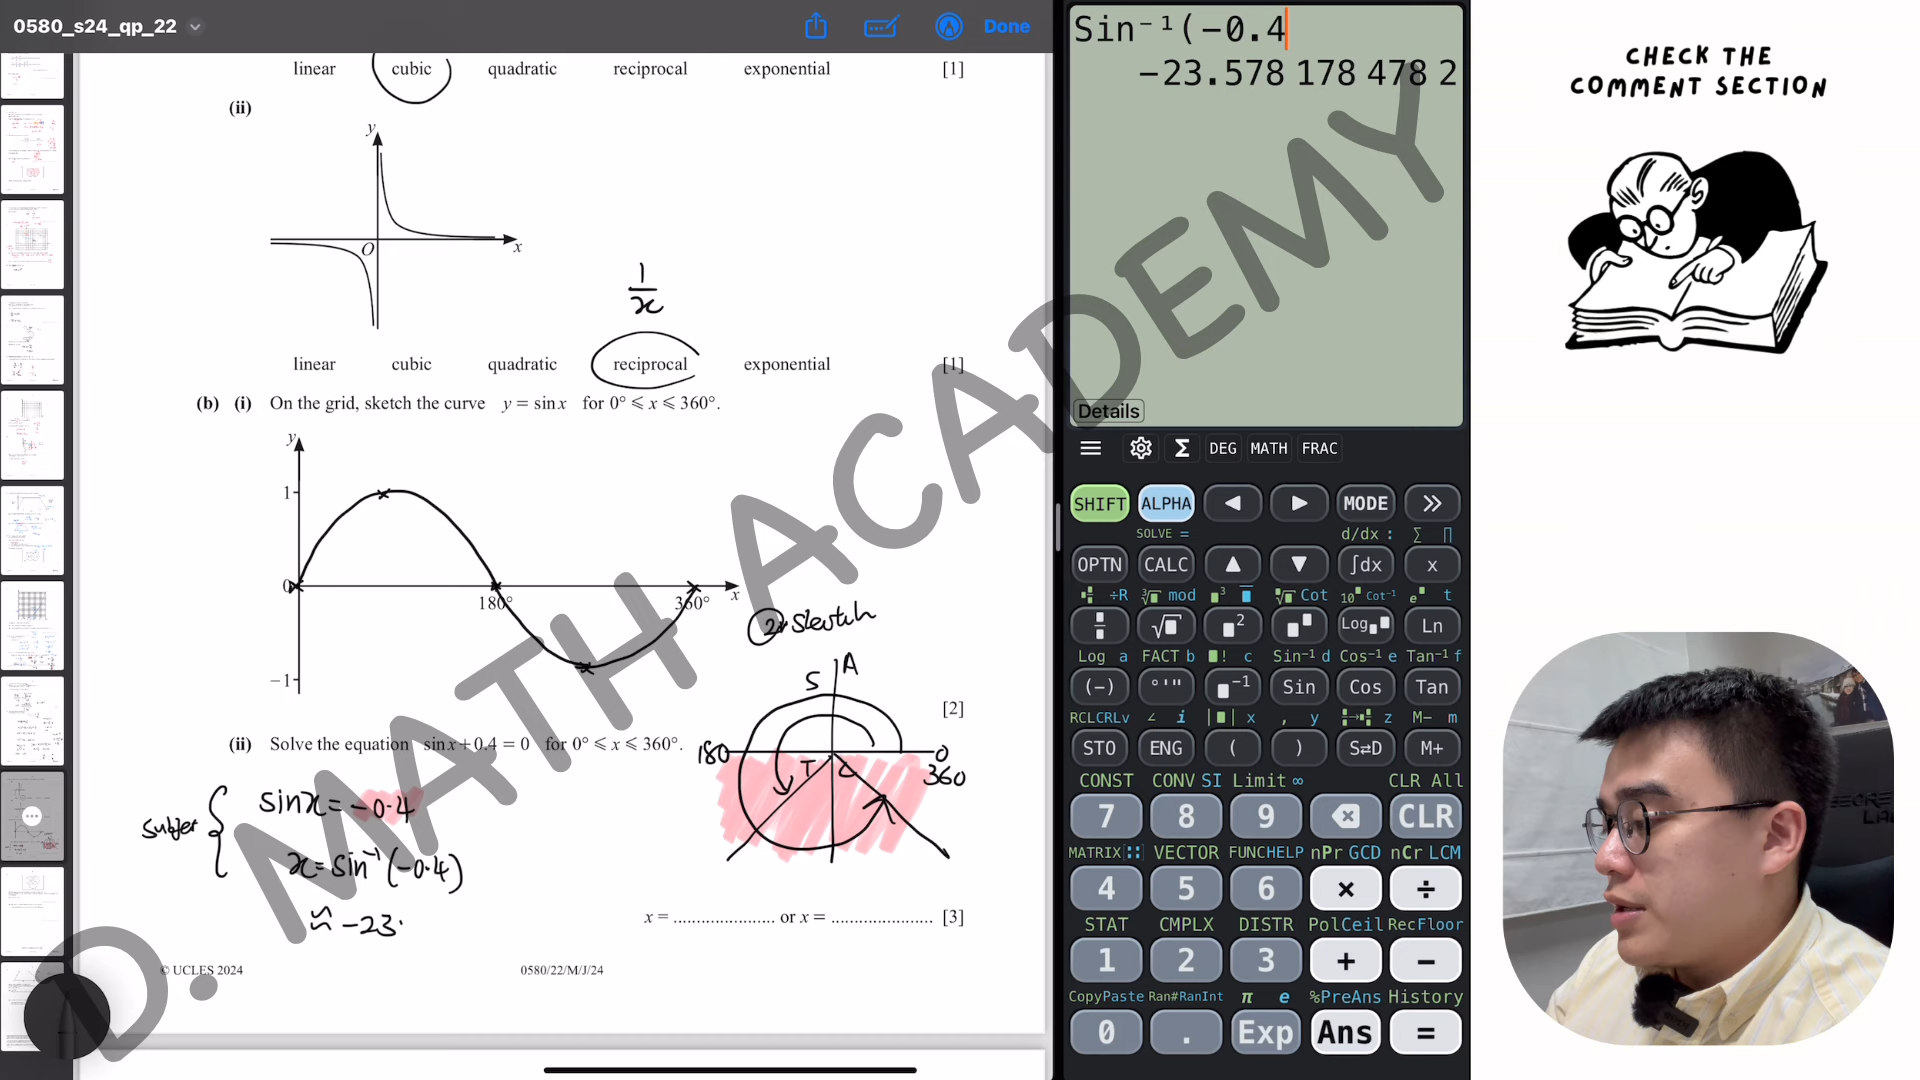 0580_s24_qp_22
Done
linear cubic quadratic reciprocal exponential [1]
(ii)
y
O
x
1
x
linear cubic quadratic reciprocal exponential [1]
(b) (i) On the grid, sketch the curve y = sin x for 0° ⩽ x ⩽ 360°.
y
1
0
180° 360° x
−1
2 Sketch
[2]
S A
180 T C 0
360
(ii) Solve the equation sin x + 0.4 = 0 for 0° ⩽ x ⩽ 360°.
sin x = -0.4
x = sin⁻¹(-0.4)
≈ -23.
x = ...................... or x = ...................... [3]
© UCLES 2024 0580/22/M/J/24
D. MATH ACADEMY
Sin⁻¹(−0.4
−23.578 178 478 2
Details
DEG MATH FRAC
SHIFT ALPHA ◀ ▶ MODE »
SOLVE = d/dx : ∑ ∏
OPTN CALC ▲ ▼ ∫dx x
÷R mod Cot Cot⁻¹ e t
√ Log Ln
Log a FACT b ! c Sin⁻¹ d Cos⁻¹ e Tan⁻¹ f
(−) °'" ⁻¹ Sin Cos Tan
RCL CRLv ∠ i x , y z M− m
STO ENG ( ) S⇄D M+
CONST CONV SI Limit ∞ CLR All
7 8 9 CLR
MATRIX VECTOR FUNC HELP nPr GCD nCr LCM
4 5 6 × ÷
STAT CMPLX DISTR Pol Ceil Rec Floor
1 2 3 + −
Copy Paste Ran# RanInt π e % PreAns History
0 . Exp Ans =
CHECK THE
COMMENT SECTION